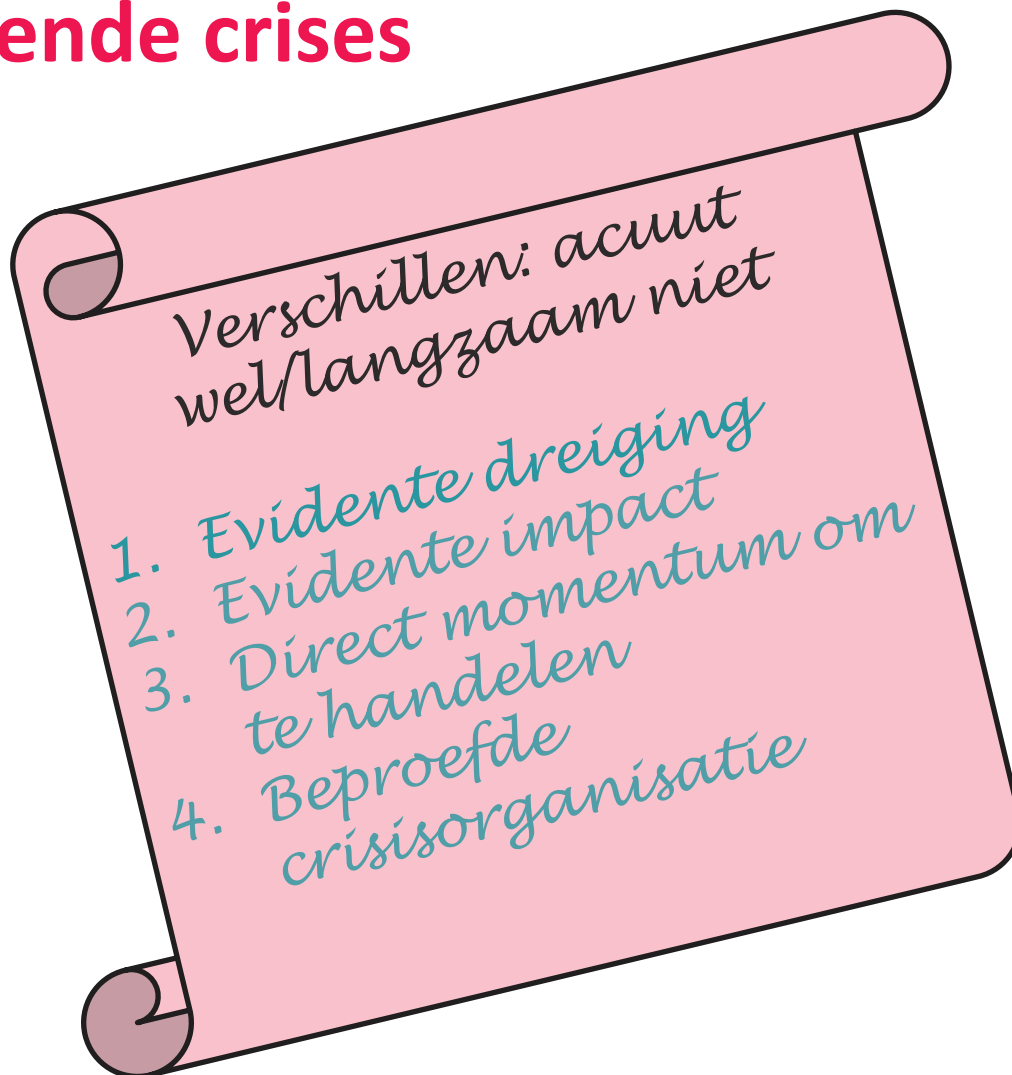 ende crises
Verschillen: acuut
wel/langzaam niet
1. Evidente dreiging
2. Evidente impact
3. Direct momentum om
te handelen
4. Beproefde
crisisorganisatie